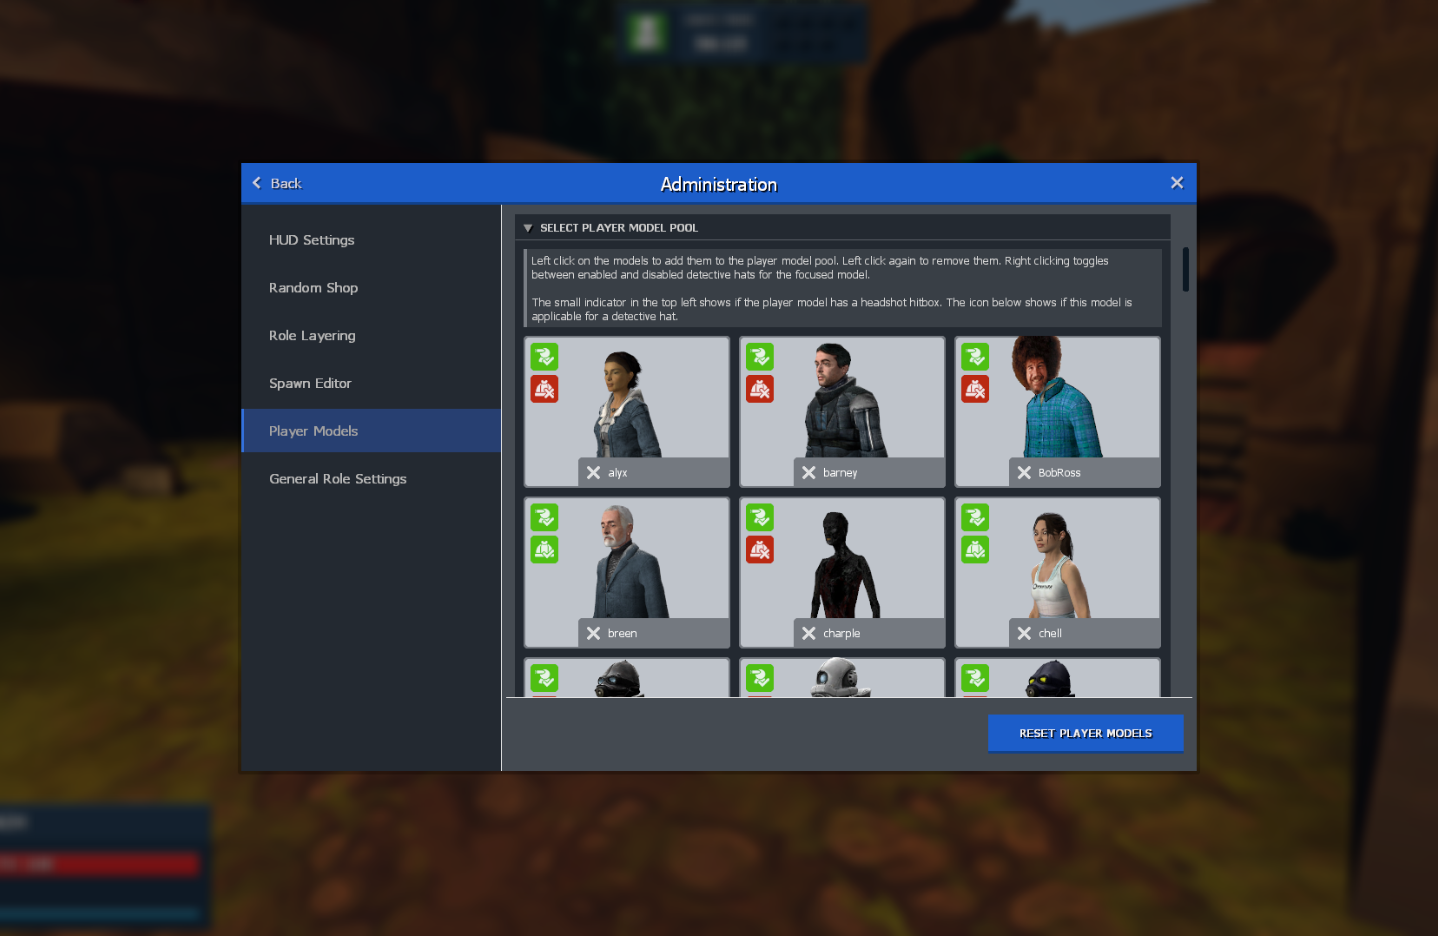 Back
Administration
HUD Settings
Random Shop
Role Layering
Spawn Editor
Player Models
General Role Settings
SELECT PLAYER MODEL POOL
Left click on the models to add them to the player model pool. Left click again to remove them. Right clicking toggles
between enabled and disabled detective hats for the focused model.
The small indicator in the top left shows if the player model has a headshot hitbox. The icon below shows if this model is
applicable for a detective hat.
alyx
barney
BobRoss
breen
charple
chell
RESET PLAYER MODELS